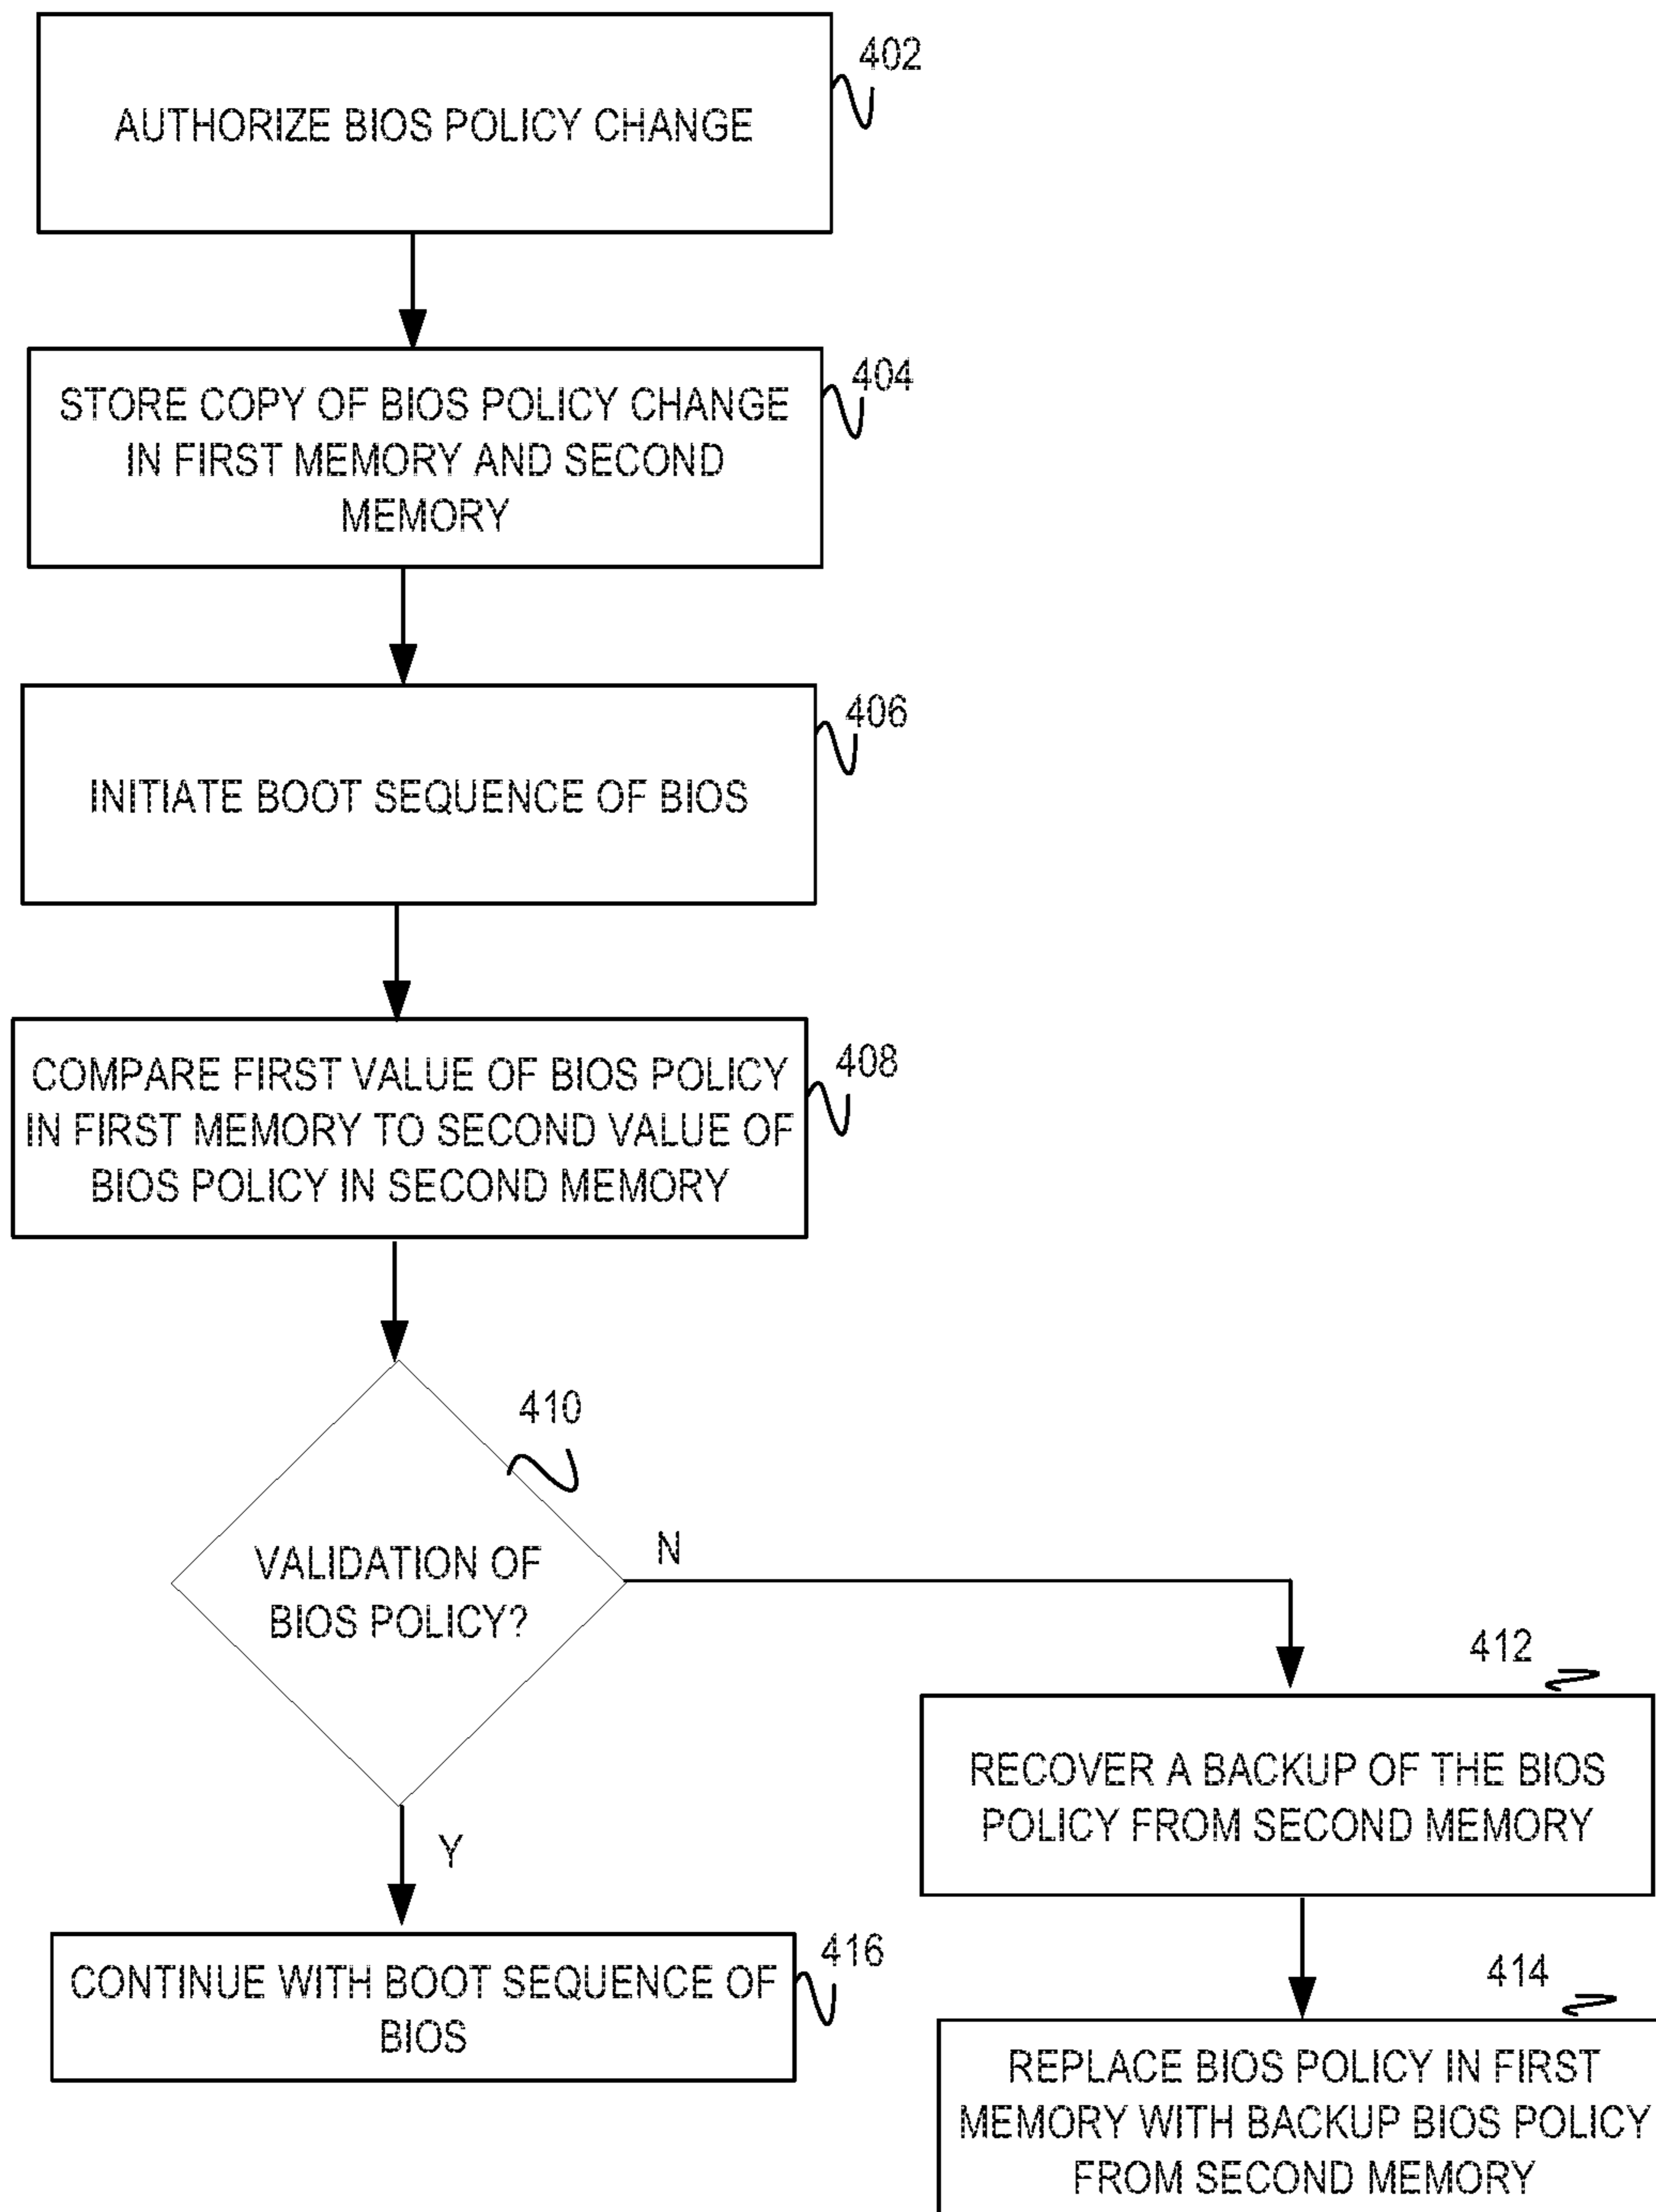 402
AUTHORIZE BIOS POLICY CHANGE
404
STORE COPY OF BIOS POLICY CHANGE
IN FIRST MEMORY AND SECOND
MEMORY
406
INITIATE BOOT SEQUENCE OF BIOS
408
COMPARE FIRST VALUE OF BIOS POLICY
IN FIRST MEMORY TO SECOND VALUE OF
BIOS POLICY IN SECOND MEMORY
410
VALIDATION OF
BIOS POLICY?
N
Y
412
RECOVER A BACKUP OF THE BIOS
POLICY FROM SECOND MEMORY
416
CONTINUE WITH BOOT SEQUENCE OF
BIOS
414
REPLACE BIOS POLICY IN FIRST
MEMORY WITH BACKUP BIOS POLICY
FROM SECOND MEMORY